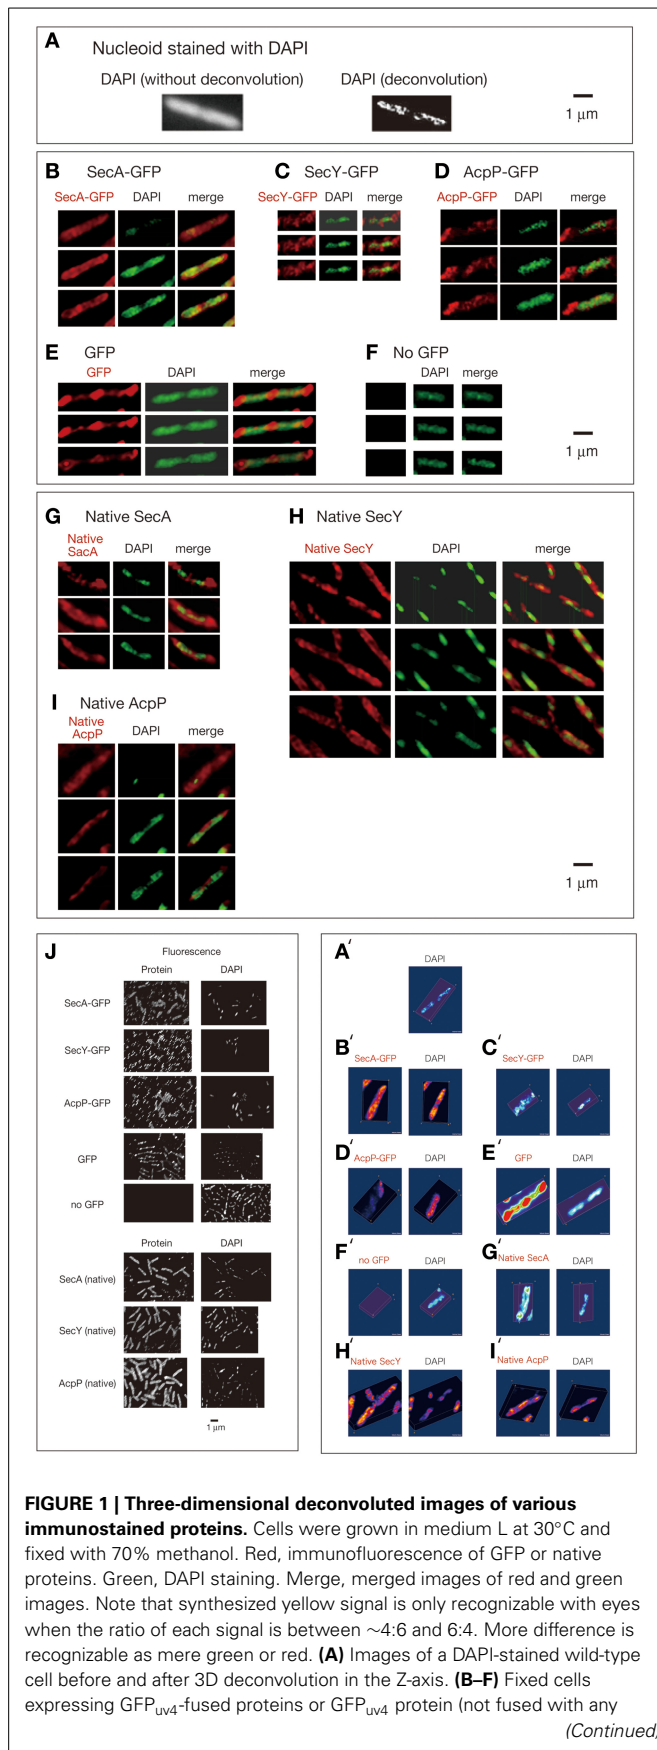 A
Nucleoid stained with DAPI
DAPI (without deconvolution) DAPI (deconvolution)
1 μm
B SecA-GFP
SecA-GFP DAPI merge
C SecY-GFP
SecY-GFP DAPI merge
D AcpP-GFP
AcpP-GFP DAPI merge
E GFP
GFP DAPI merge
F No GFP
DAPI merge
1 μm
G Native SecA
Native
SacA DAPI merge
H Native SecY
Native SecY DAPI merge
I Native AcpP
Native
AcpP DAPI merge
1 μm
J
Fluorescence
Protein DAPI
SecA-GFP
SecY-GFP
AcpP-GFP
GFP
no GFP
Protein DAPI
SecA (native)
SecY (native)
AcpP (native)
1 μm
A′
DAPI
B′
SecA-GFP DAPI
C′
SecY-GFP DAPI
D′
AcpP-GFP DAPI
E′
GFP DAPI
F′
no GFP DAPI
G′
Native SecA DAPI
H′
Native SecY DAPI
I′
Native AcpP DAPI
FIGURE 1 | Three-dimensional deconvoluted images of various
immunostained proteins. Cells were grown in medium L at 30°C and
fixed with 70% methanol. Red, immunofluorescence of GFP or native
proteins. Green, DAPI staining. Merge, merged images of red and green
images. Note that synthesized yellow signal is only recognizable with eyes
when the ratio of each signal is between ∼4:6 and 6:4. More difference is
recognizable as mere green or red. (A) Images of a DAPI-stained wild-type
cell before and after 3D deconvolution in the Z-axis. (B–F) Fixed cells
expressing GFPuv4-fused proteins or GFPuv4 protein (not fused with any
(Continued)